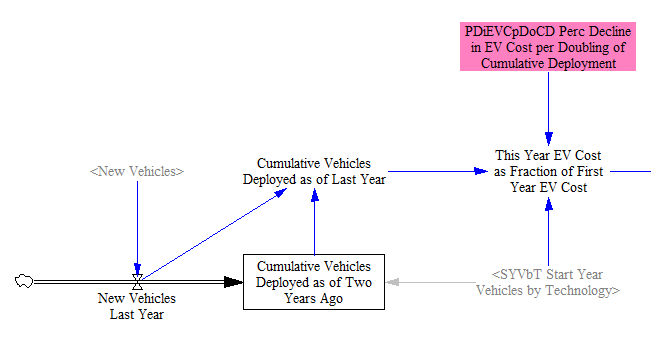 PDiEVCpDoCD Perc Decline
in EV Cost per Doubling of
Cumulative Deployment
<New Vehicles>
Cumulative Vehicles
Deployed as of Last Year
This Year EV Cost
as Fraction of First
Year EV Cost
Cumulative Vehicles
Deployed as of Two
Years Ago
<SYVbT Start Year
Vehicles by Technology>
New Vehicles
Last Year